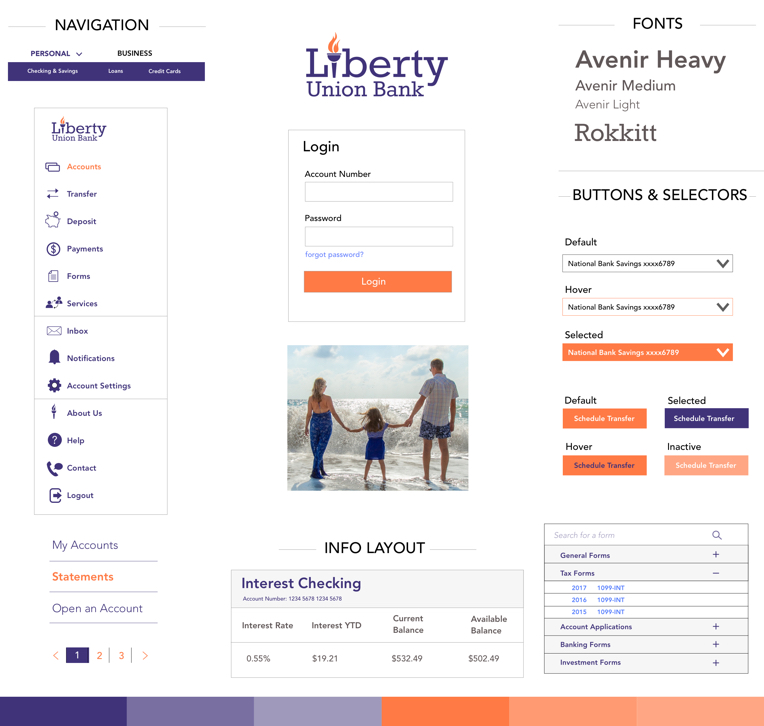 NAVIGATION
PERSONAL
BUSINESS
Checking & Savings
Loans
Credit Cards
Liberty
Union Bank
Accounts
Transfer
Deposit
Payments
Forms
Services
Inbox
Notifications
Account Settings
About Us
Help
Contact
Logout
My Accounts
Statements
Open an Account
< 1 2 3 >
Liberty
Union Bank
Login
Account Number
Password
forgot password?
Login
INFO LAYOUT
Interest Checking
Account Number: 1234 5678 1234 5678
Interest Rate
Interest YTD
Current
Balance
Available
Balance
0.55%
$19.21
$532.49
$502.49
FONTS
Avenir Heavy
Avenir Medium
Avenir Light
Rokkitt
BUTTONS & SELECTORS
Default
National Bank Savings xxxx6789
Hover
National Bank Savings xxxx6789
Selected
National Bank Savings xxxx6789
Default
Schedule Transfer
Selected
Schedule Transfer
Hover
Schedule Transfer
Inactive
Schedule Transfer
Search for a form
General Forms +
Tax Forms −
2017 1099-INT
2016 1099-INT
2015 1099-INT
Account Applications +
Banking Forms +
Investment Forms +